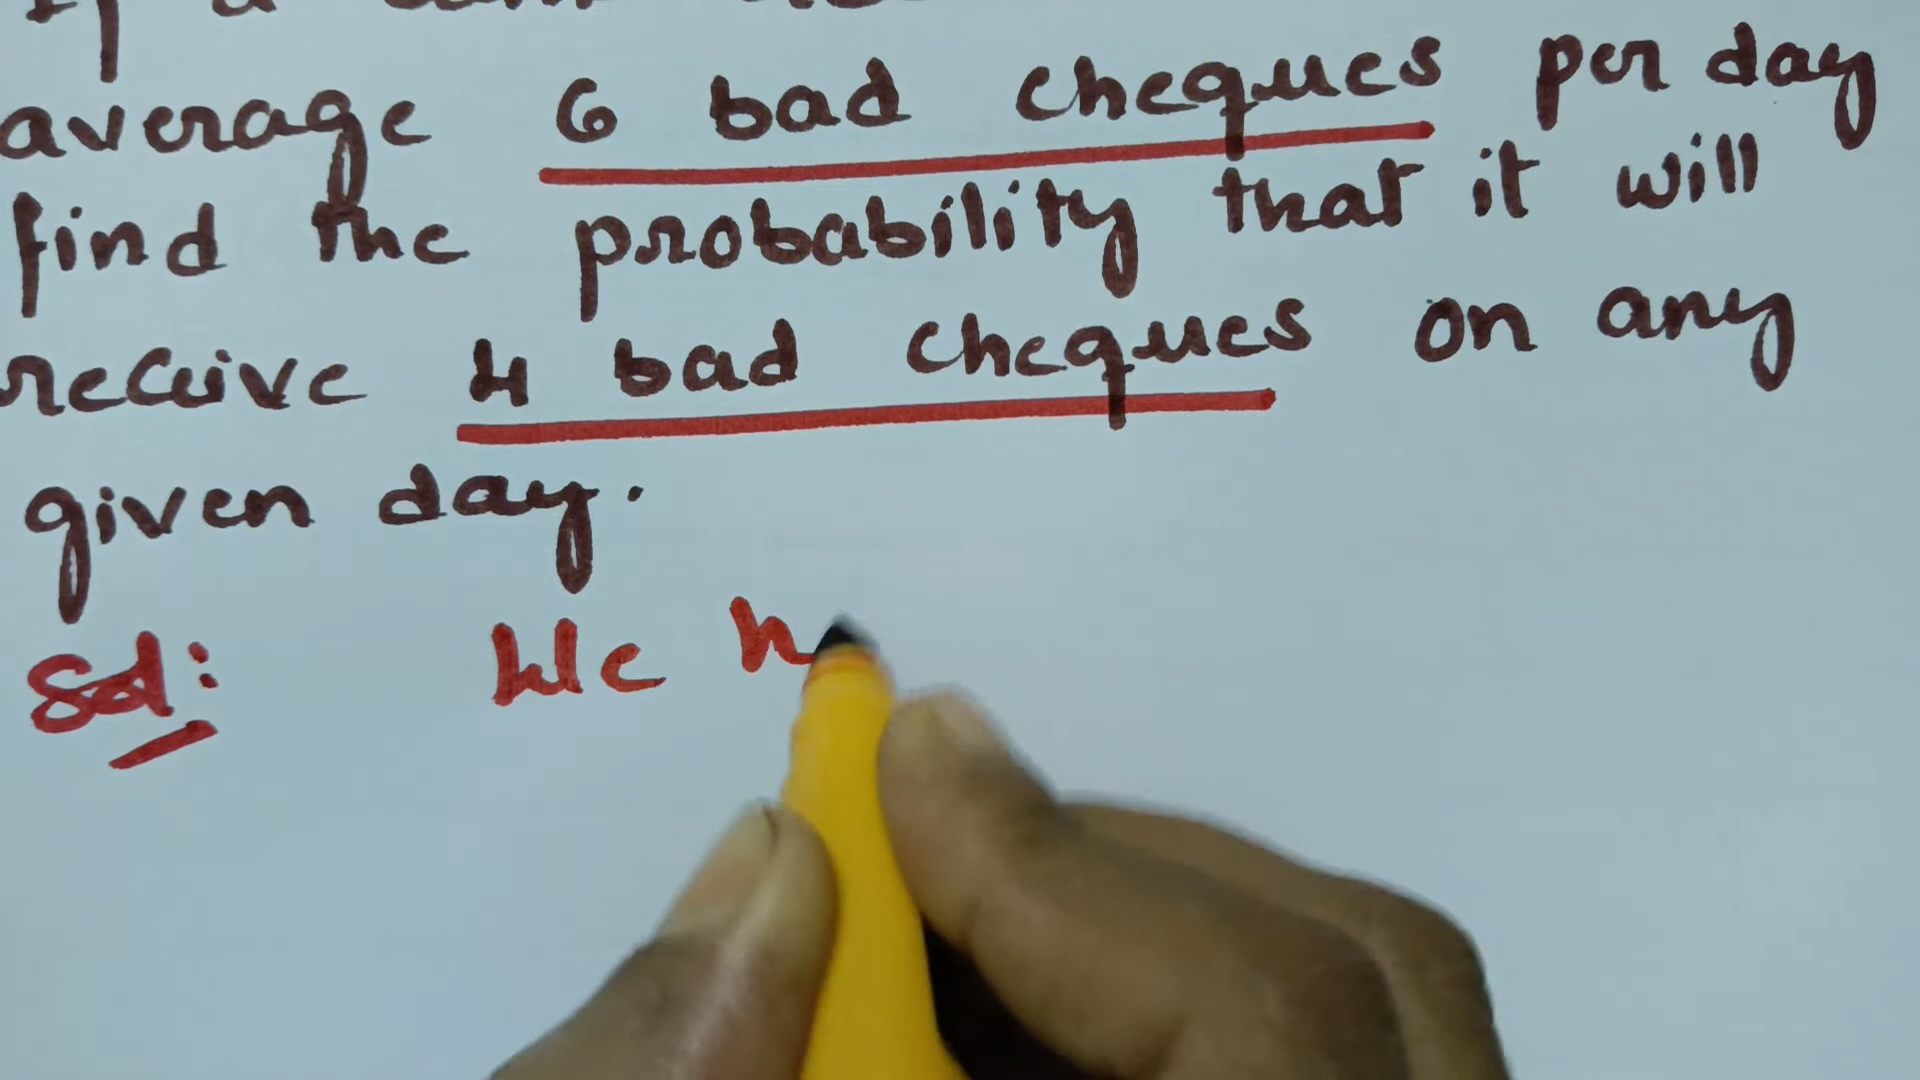 average 6 bad cheques per day
find the probability that it will
receive 4 bad cheques on any
given day.
Sol: We